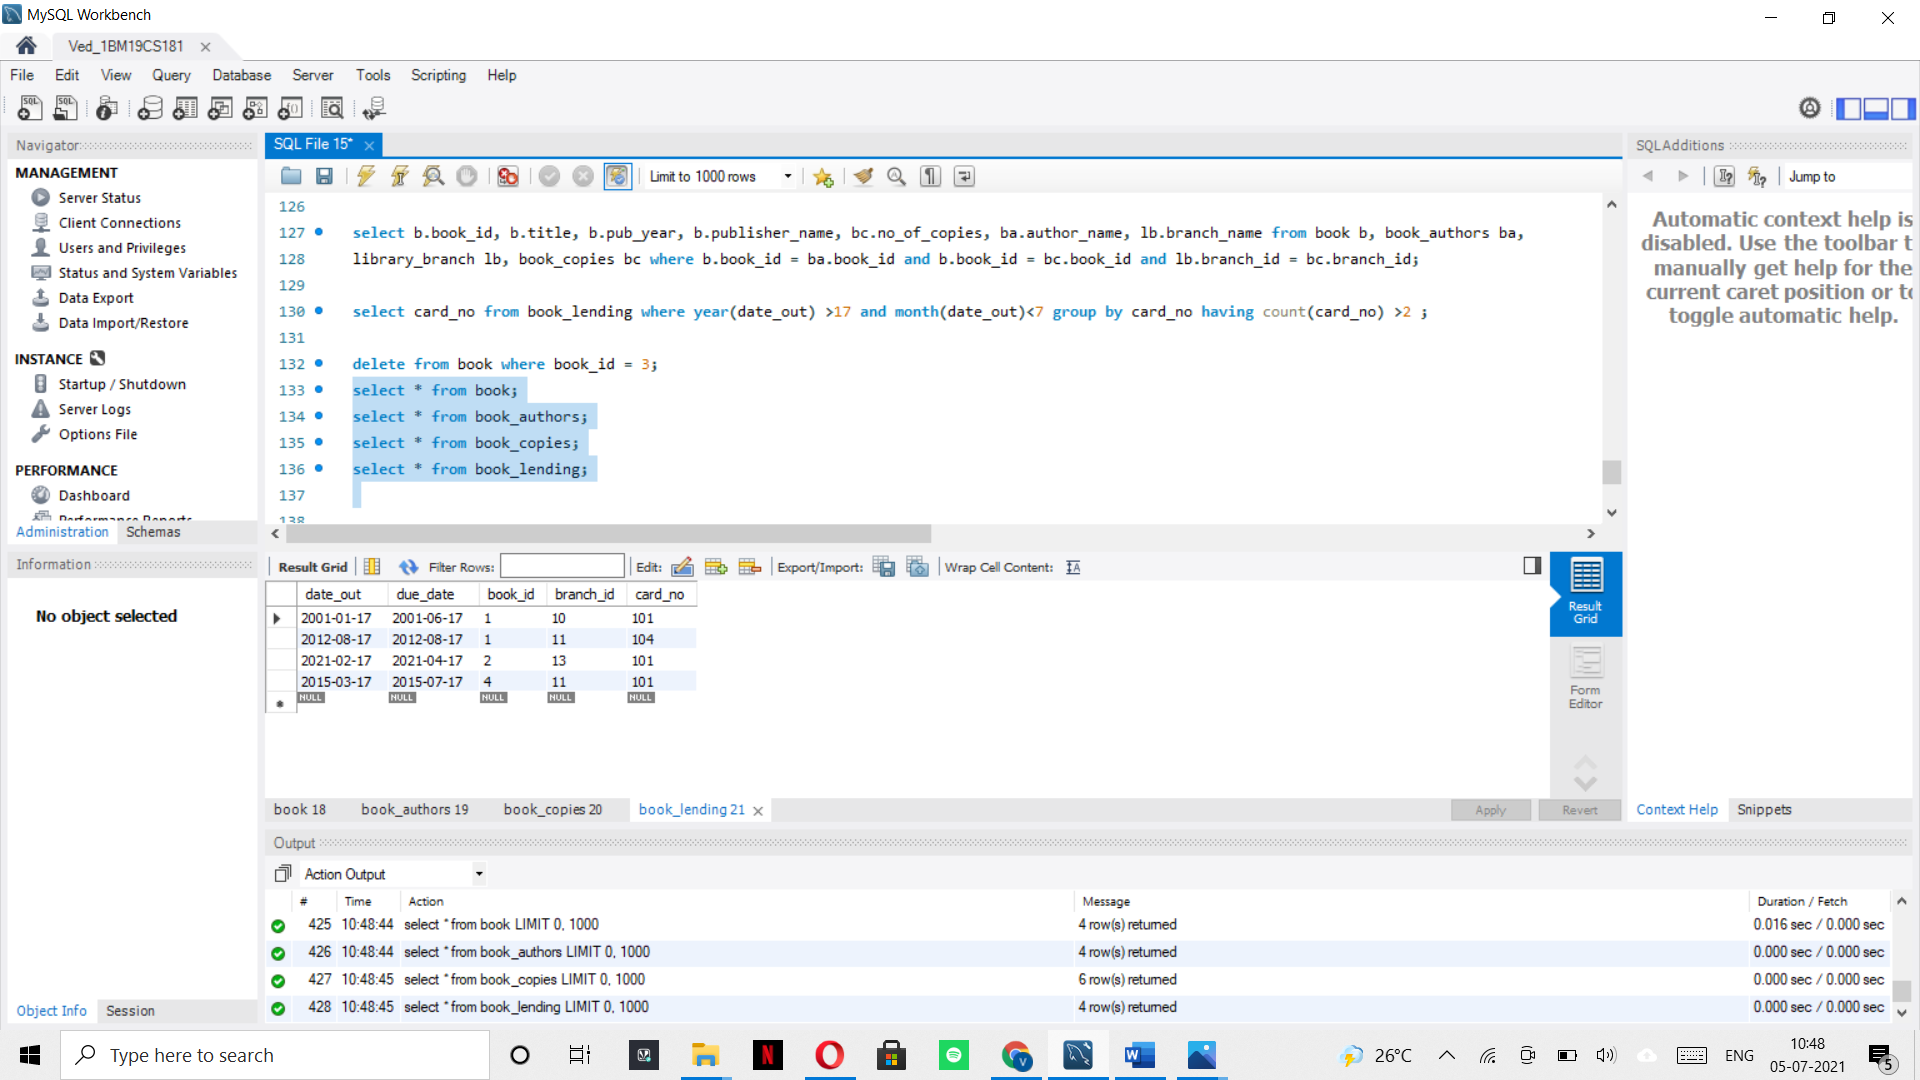 MySQL Workbench
Ved_1BM19CS181
File Edit View Query Database Server Tools Scripting Help
Navigator
MANAGEMENT
Server Status
Client Connections
Users and Privileges
Status and System Variables
Data Export
Data Import/Restore
INSTANCE
Startup / Shutdown
Server Logs
Options File
PERFORMANCE
Dashboard
Performance Reports
Administration Schemas
Information
No object selected
Object Info Session
SQL File 15*
Limit to 1000 rows
126
127 select b.book_id, b.title, b.pub_year, b.publisher_name, bc.no_of_copies, ba.author_name, lb.branch_name from book b, book_authors ba,
128 library_branch lb, book_copies bc where b.book_id = ba.book_id and b.book_id = bc.book_id and lb.branch_id = bc.branch_id;
129
130 select card_no from book_lending where year(date_out) >17 and month(date_out)<7 group by card_no having count(card_no) >2 ;
131
132 delete from book where book_id = 3;
133 select * from book;
134 select * from book_authors;
135 select * from book_copies;
136 select * from book_lending;
137
138
Result Grid Filter Rows: Edit: Export/Import: Wrap Cell Content:
date_out due_date book_id branch_id card_no
2001-01-17 2001-06-17 1 10 101
2012-08-17 2012-08-17 1 11 104
2021-02-17 2021-04-17 2 13 101
2015-03-17 2015-07-17 4 11 101
NULL NULL NULL NULL NULL
Result
Grid
Form
Editor
book 18 book_authors 19 book_copies 20 book_lending 21
Apply Revert
SQLAdditions
Jump to
Automatic context help is
disabled. Use the toolbar t
manually get help for the
current caret position or to
toggle automatic help.
Context Help Snippets
Output
Action Output
# Time Action Message Duration / Fetch
425 10:48:44 select * from book LIMIT 0, 1000 4 row(s) returned 0.016 sec / 0.000 sec
426 10:48:44 select * from book_authors LIMIT 0, 1000 4 row(s) returned 0.000 sec / 0.000 sec
427 10:48:45 select * from book_copies LIMIT 0, 1000 6 row(s) returned 0.000 sec / 0.000 sec
428 10:48:45 select * from book_lending LIMIT 0, 1000 4 row(s) returned 0.000 sec / 0.000 sec
Type here to search
26°C
ENG
10:48
05-07-2021
5